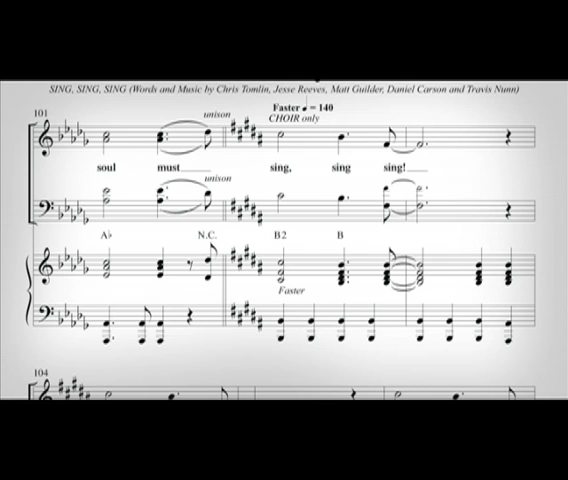 SING, SING, SING (Words and Music by Chris Tomlin, Jesse Reeves, Matt Guilder, Daniel Carson and Travis Nunn)
101
unison
Faster ♩ = 140
CHOIR only
soul must sing, sing sing!
unison
A♭ N.C. B2 B
Faster
104